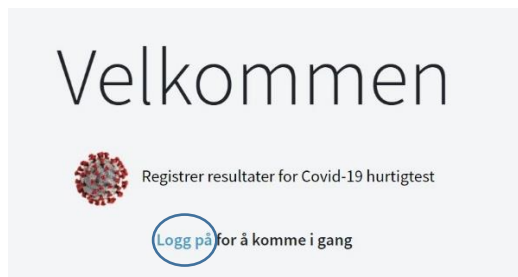 Velkommen
Registrer resultater for Covid-19 hurtigtest
Logg på for å komme i gang